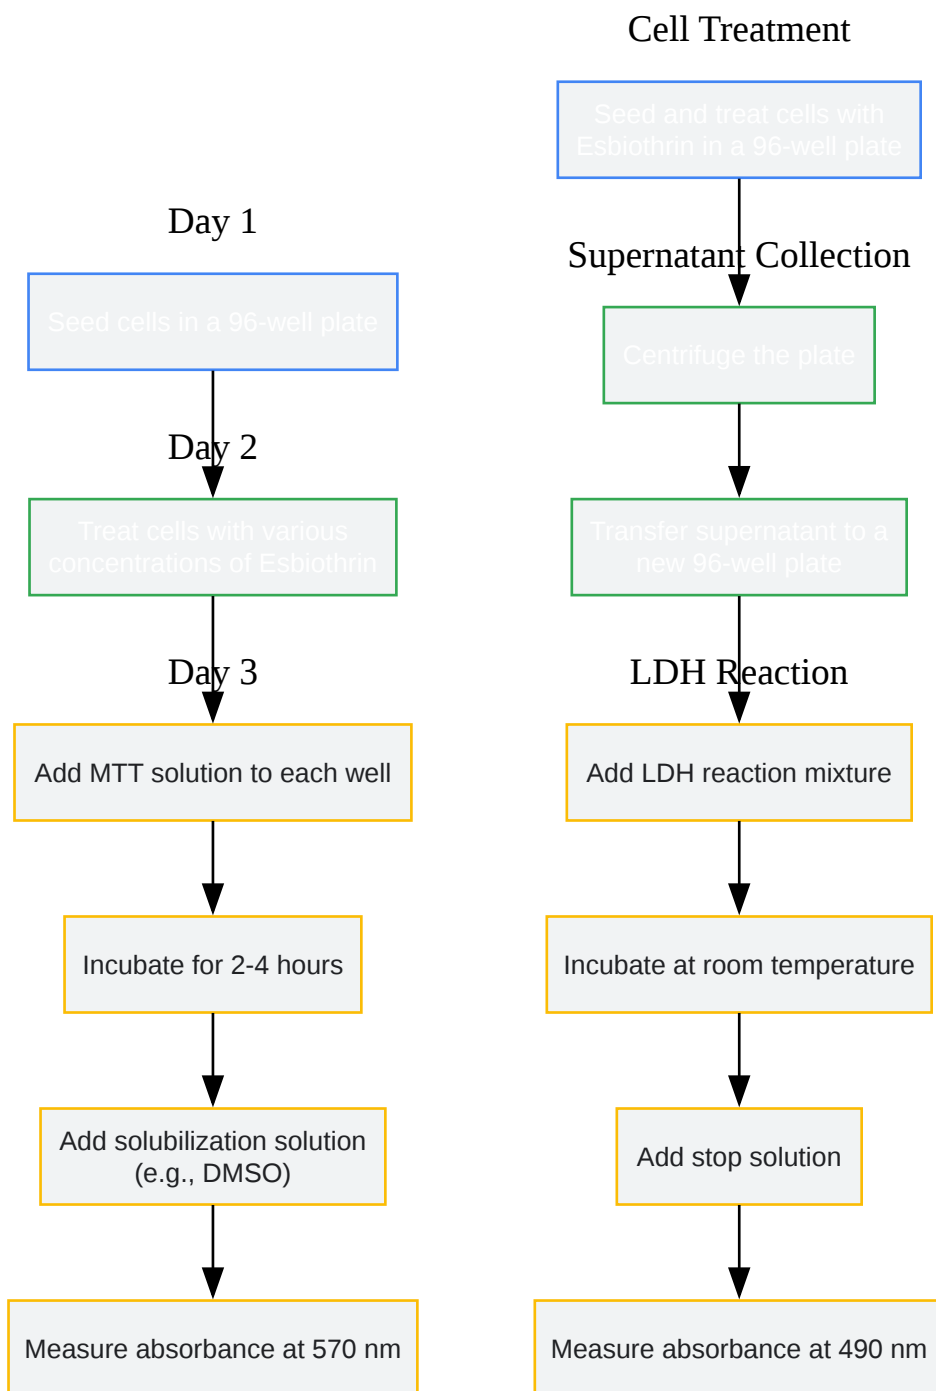 Day 1
Seed cells in a 96-well plate
Day 2
Treat cells with various
concentrations of Esbiothrin
Day 3
Add MTT solution to each well
Incubate for 2-4 hours
Add solubilization solution
(e.g., DMSO)
Measure absorbance at 570 nm
Cell Treatment
Seed and treat cells with
Esbiothrin in a 96-well plate
Supernatant Collection
Centrifuge the plate
Transfer supernatant to a
new 96-well plate
LDH Reaction
Add LDH reaction mixture
Incubate at room temperature
Add stop solution
Measure absorbance at 490 nm